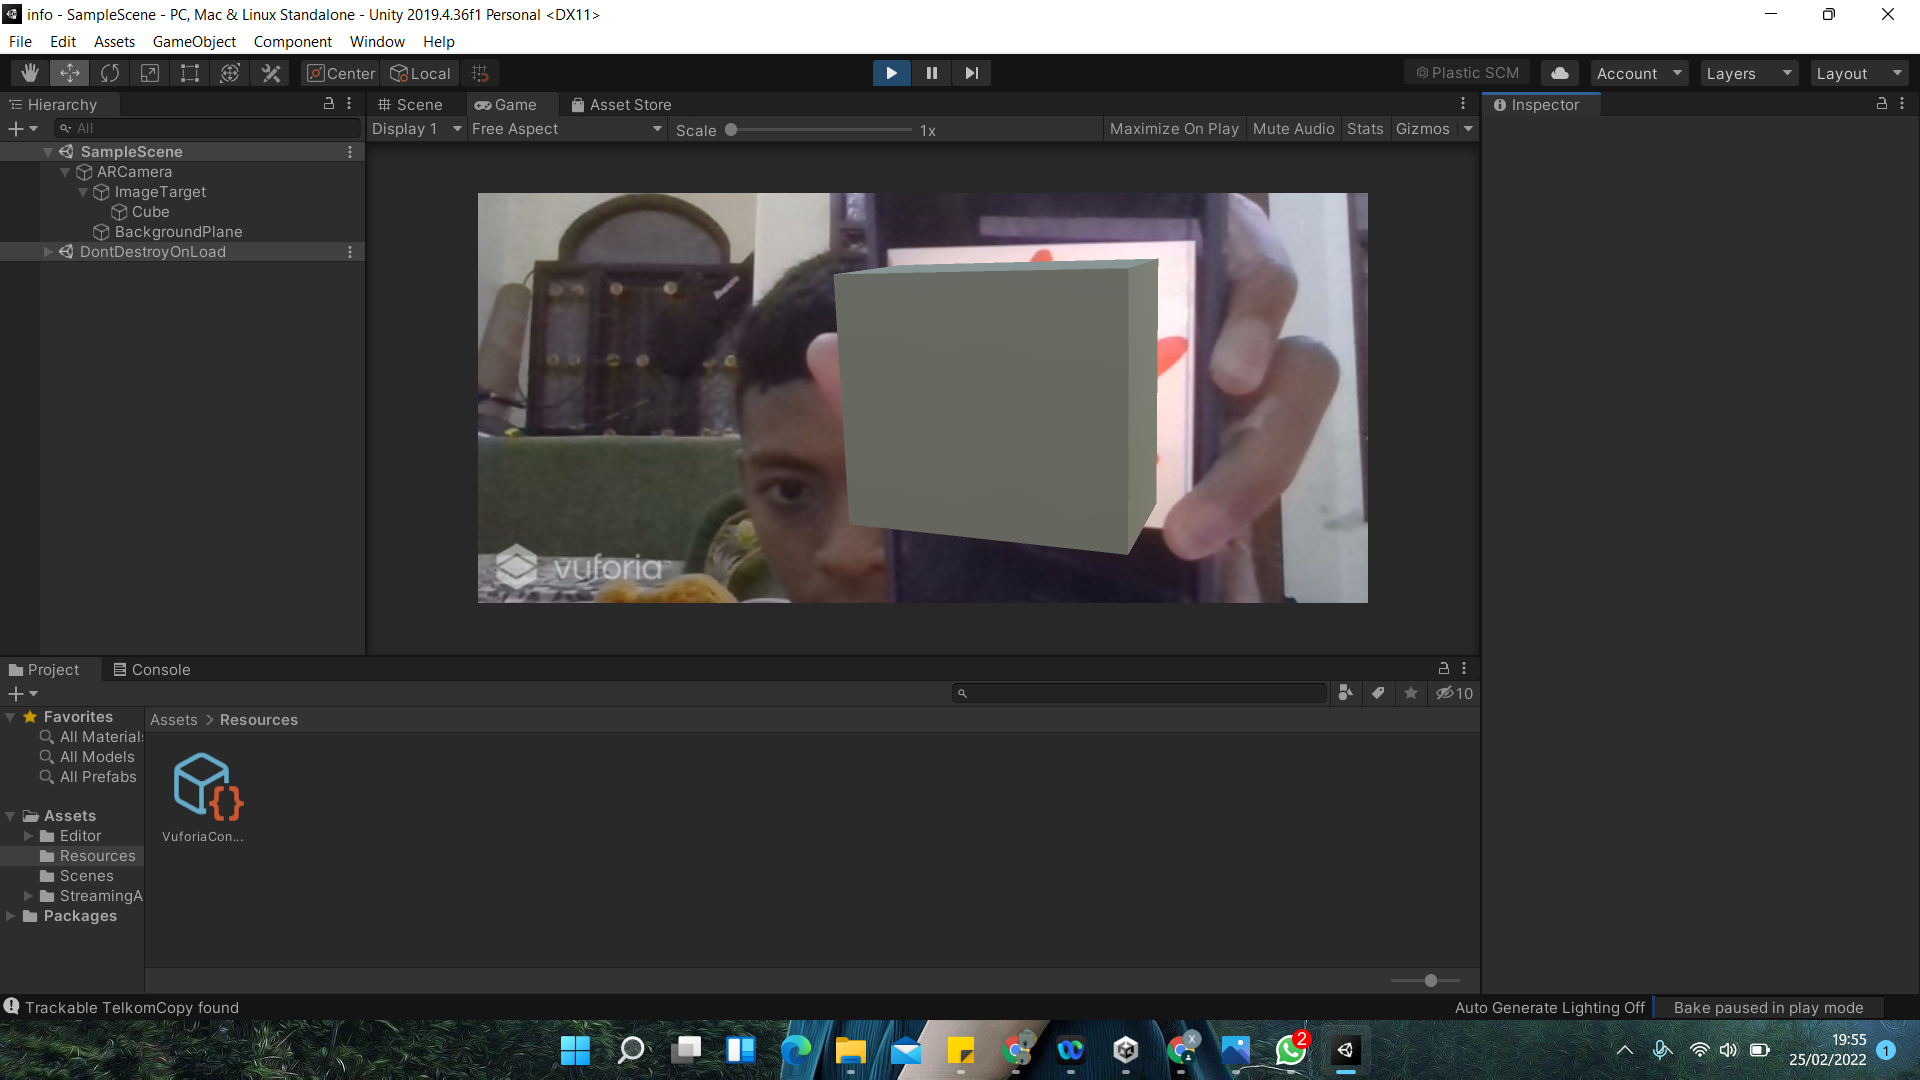 info - SampleScene - PC, Mac & Linux Standalone - Unity 2019.4.36f1 Personal <DX11>
File Edit Assets GameObject Component Window Help
Center Local Plastic SCM Account Layers Layout
Hierarchy Scene Game Asset Store Inspector
All Display 1 Free Aspect Scale 1x Maximize On Play Mute Audio Stats Gizmos
SampleScene
ARCamera
ImageTarget
Cube
BackgroundPlane
DontDestroyOnLoad
vuforia
Project Console
10
Favorites
Assets > Resources
All Materials
All Models
All Prefabs
Assets
Editor
VuforiaCon...
Resources
Scenes
StreamingA
Packages
Trackable TelkomCopy found
Auto Generate Lighting Off Bake paused in play mode
2
X
19:55
25/02/2022
1